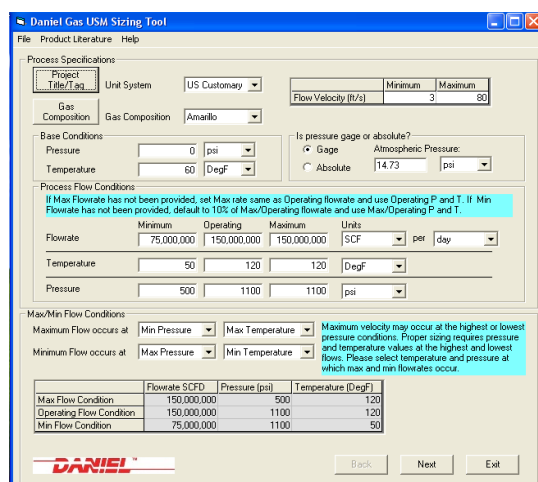 Daniel Gas USM Sizing Tool
File Product Literature Help
Process Specifications
Project Title/Tag
Unit System
US Customary
Minimum Maximum
Flow Velocity (ft/s) 3 80
Gas Composition
Gas Composition
Amarillo
Base Conditions
Pressure 0 psi
Temperature 60 DegF
Is pressure gage or absolute?
Gage
Absolute
Atmospheric Pressure:
14.73 psi
Process Flow Conditions
If Max Flowrate has not been provided, set Max rate same as Operating flowrate and use Operating P and T. If Min
Flowrate has not been provided, default to 10% of Max/Operating flowrate and use Max/Operating P and T.
Minimum Operating Maximum Units
Flowrate 75,000,000 150,000,000 150,000,000 SCF per day
Temperature 50 120 120 DegF
Pressure 500 1100 1100 psi
Max/Min Flow Conditions
Maximum Flow occurs at Min Pressure Max Temperature
Minimum Flow occurs at Max Pressure Min Temperature
Maximum velocity may occur at the highest or lowest
pressure conditions. Proper sizing requires pressure
and temperature values at the highest and lowest
flows. Please select temperature and pressure at
which max and min flowrates occur.
Flowrate SCFD Pressure (psi) Temperature (DegF)
Max Flow Condition 150,000,000 500 120
Operating Flow Condition 150,000,000 1100 120
Min Flow Condition 75,000,000 1100 50
DANIEL™
Back Next Exit